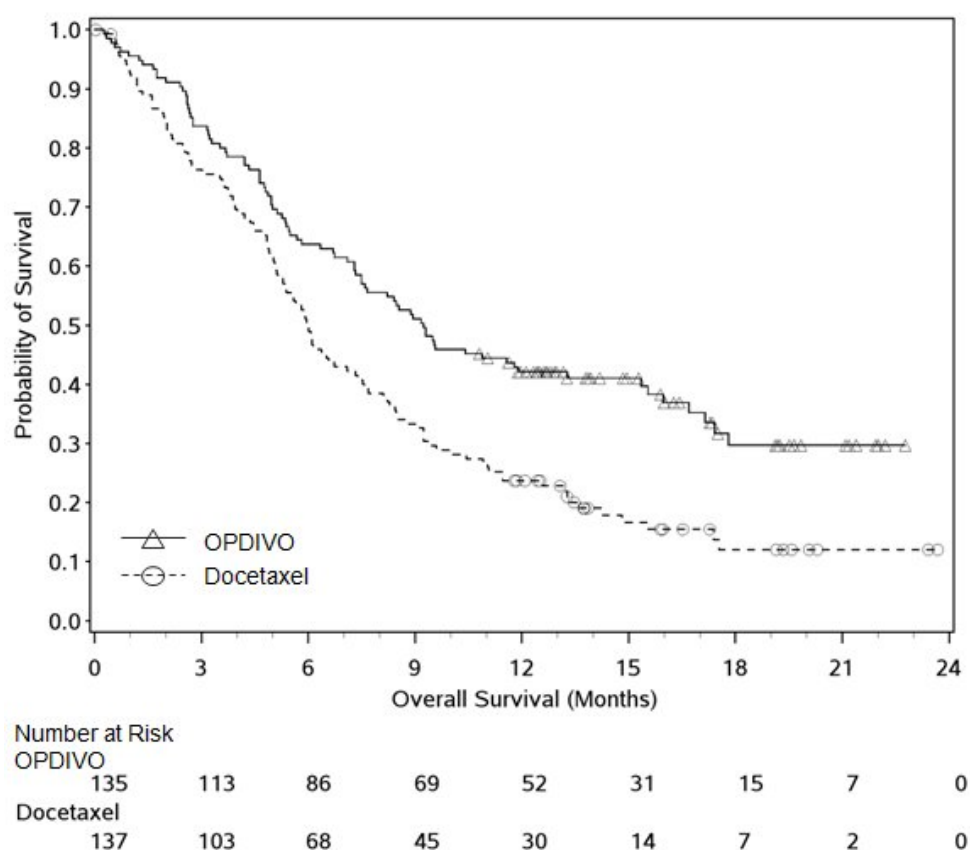 1.0
0.9
0.8
0.7
0.6
0.5
0.4
0.3
0.2
0.1
0.0
Probability of Survival
OPDIVO
Docetaxel
0 3 6 9 12 15 18 21 24
Overall Survival (Months)
Number at Risk
OPDIVO
135 113 86 69 52 31 15 7 0
Docetaxel
137 103 68 45 30 14 7 2 0